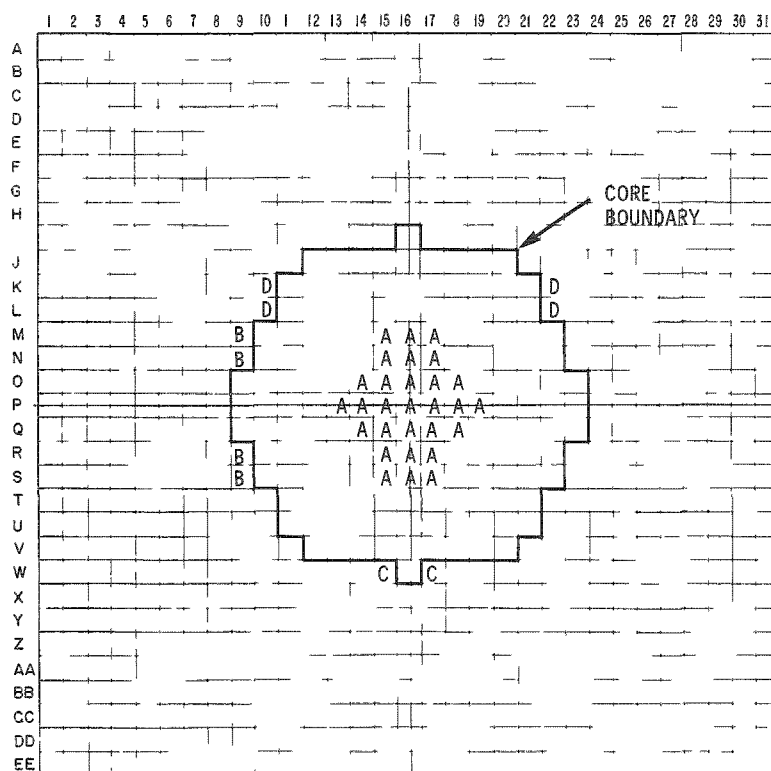 1 2 3 4 5 6 7 8 9 10 1 12 13 14 15 16 17 8 19 20 21 22 23 24 25 26 27 28 29 30 31
A
B
C
D
E
F
G
H
CORE
BOUNDARY
J
K D D
L D D
M B A A A
N B A A A
O A A A A A
P A A A A A A A
Q A A A A A
R B A A A
S B A A A
T
U
V
W C C
X
Y
Z
AA
BB
CC
DD
EE